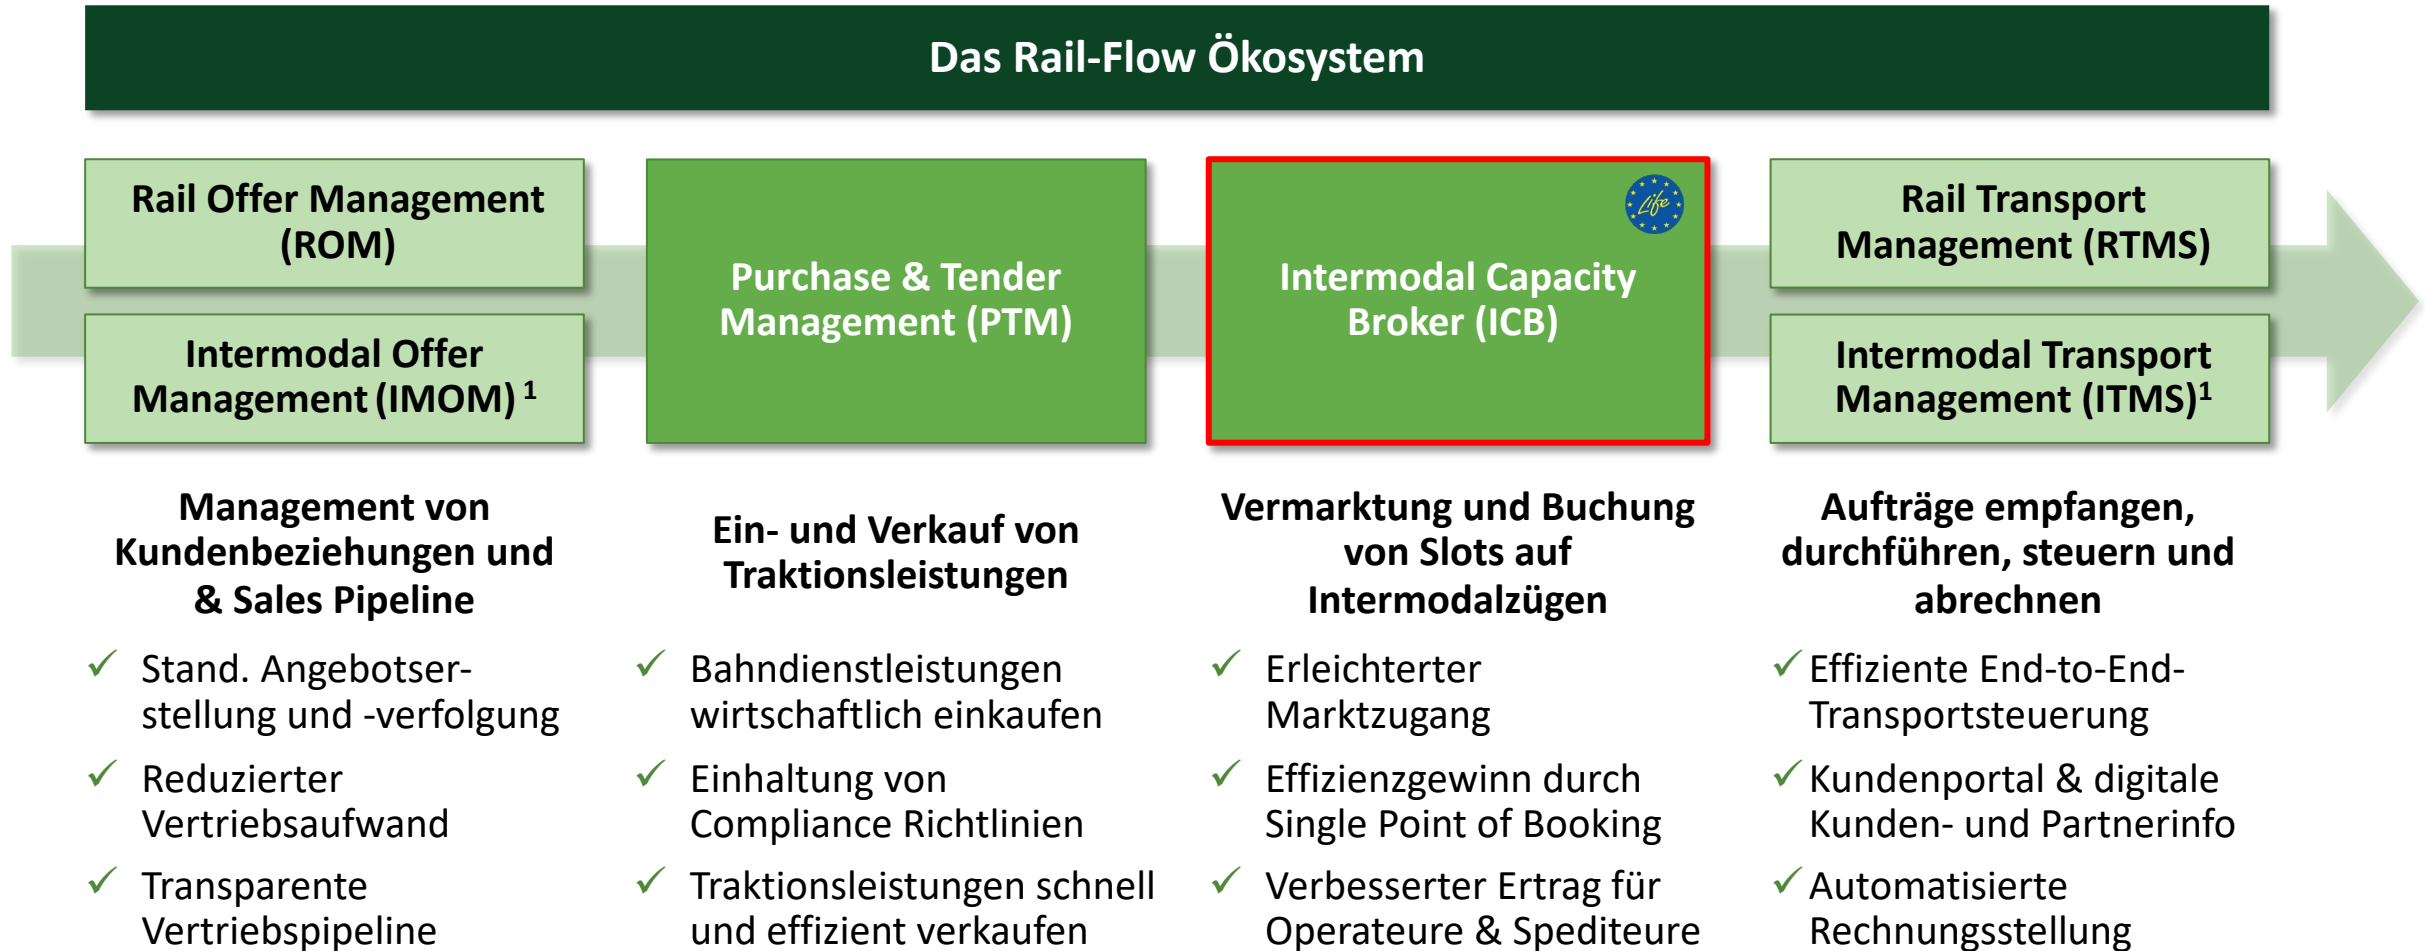 Das Rail-Flow Ökosystem
Rail Offer Management
(ROM)
Intermodal Offer
Management (IMOM) 1
Management von
Kundenbeziehungen und
& Sales Pipeline
Stand. Angebotser-
stellung und -verfolgung
Reduzierter
Vertriebsaufwand
Transparente
Vertriebspipeline
Purchase & Tender
Management (PTM)
Ein- und Verkauf von
Traktionsleistungen
Bahndienstleistungen
wirtschaftlich einkaufen
Einhaltung von
Compliance Richtlinien
Traktionsleistungen schnell
und effizient verkaufen
Life
Intermodal Capacity
Broker (ICB)
Vermarktung und Buchung
von Slots auf
Intermodalzügen
Erleichterter
Marktzugang
Effizienzgewinn durch
Single Point of Booking
Verbesserter Ertrag für
Operateure & Spediteure
Rail Transport
Management (RTMS)
Intermodal Transport
Management (ITMS)1
Aufträge empfangen,
durchführen, steuern und
abrechnen
Effiziente End-to-End-
Transportsteuerung
Kundenportal & digitale
Kunden- und Partnerinfo
Automatisierte
Rechnungsstellung